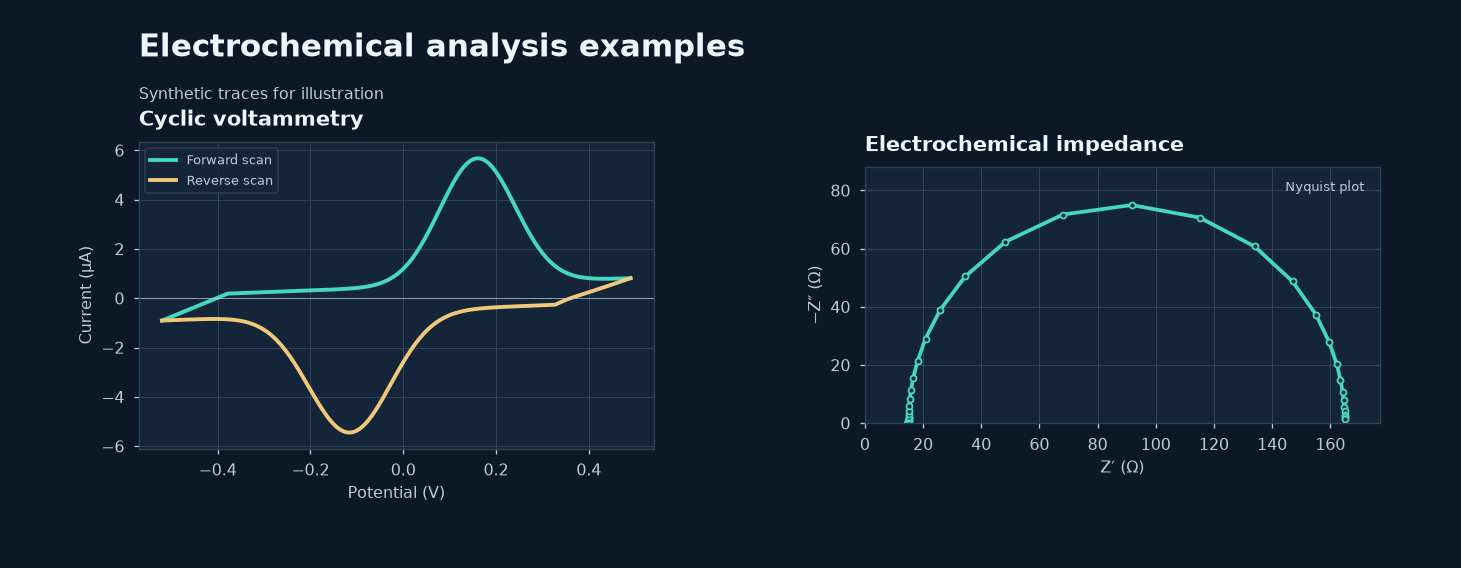 Electrochemical analysis examples
Synthetic traces for illustration
Cyclic voltammetry
Forward scan
Reverse scan
6
4
2
0
−2
−4
−6
Current (μA)
−0.4
−0.2
0.0
0.2
0.4
Potential (V)
Electrochemical impedance
Nyquist plot
80
60
40
20
0
−Z″ (Ω)
0
20
40
60
80
100
120
140
160
Z′ (Ω)